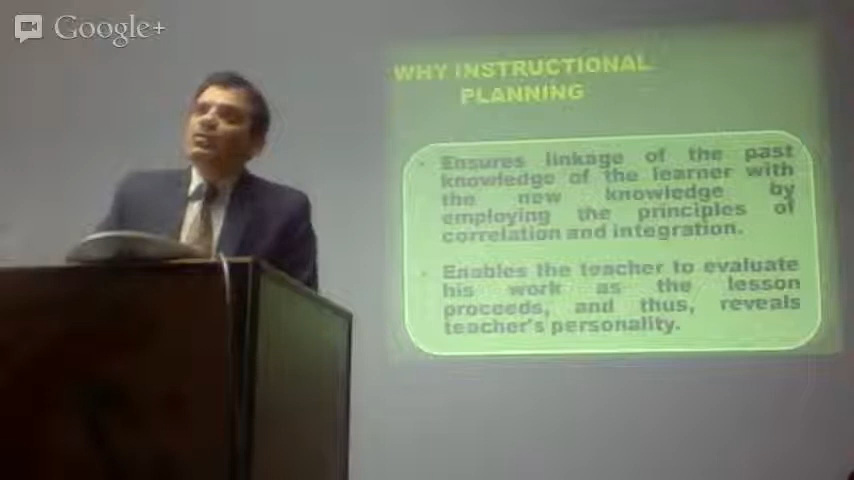 Google+
WHY INSTRUCTIONAL
PLANNING
Ensures linkage of the past
knowledge of the learner with
the new knowledge by
employing the principles of
correlation and integration.
Enables the teacher to evaluate
his work as the lesson
proceeds, and thus, reveals
teacher's personality.